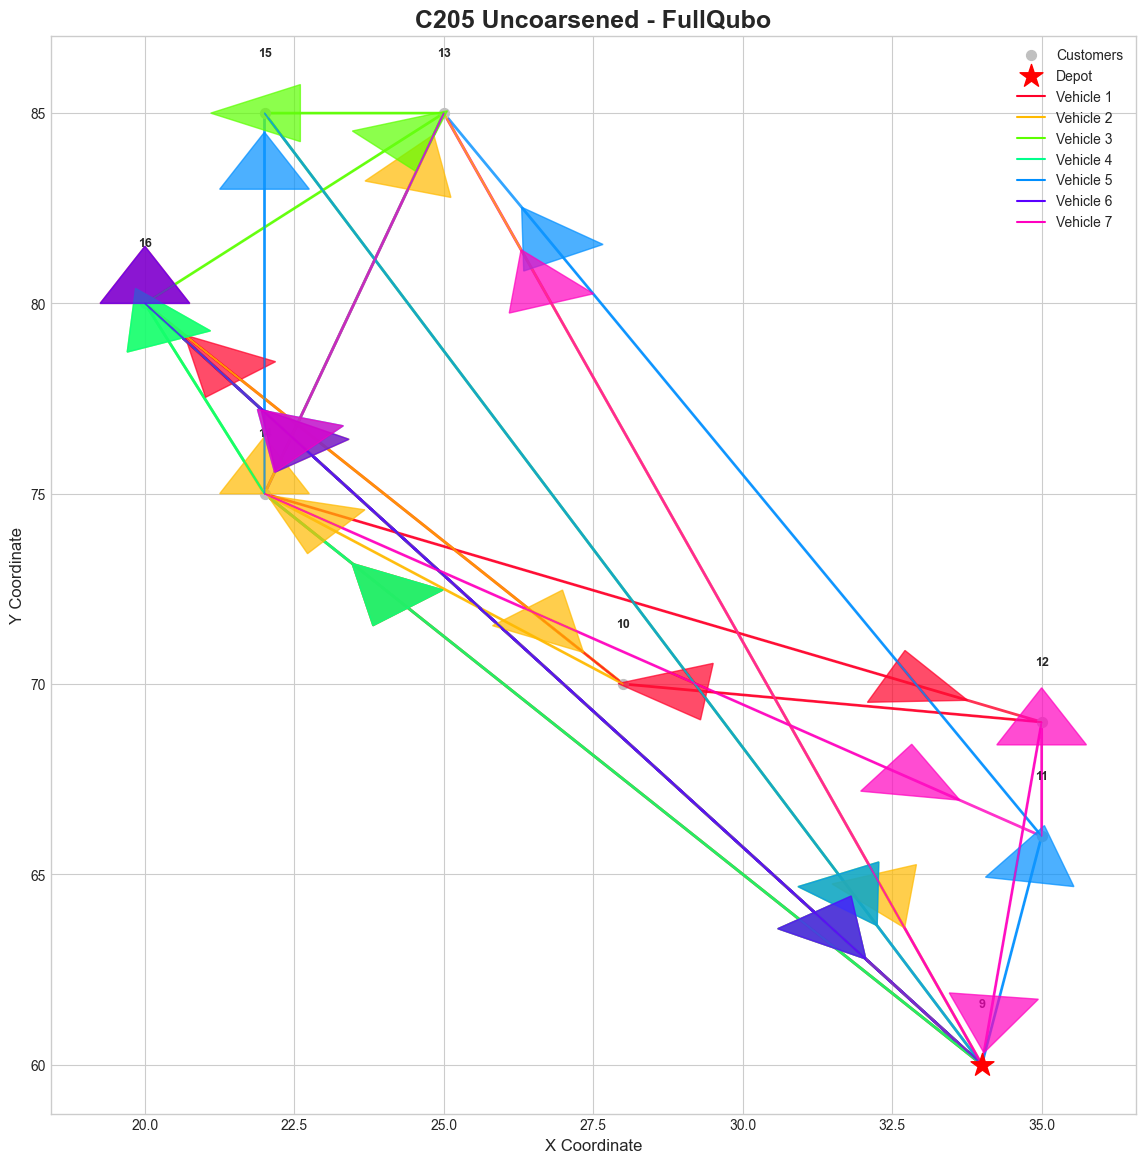 C205 Uncoarsened - FullQubo
15
13
Customers
Depot
Vehicle 1
Vehicle 2
Vehicle 3
Vehicle 4
Vehicle 5
Vehicle 6
Vehicle 7
85
16
80
75
10
12
70
11
65
9
60
Y Coordinate
20.0
22.5
25.0
27.5
30.0
32.5
35.0
X Coordinate